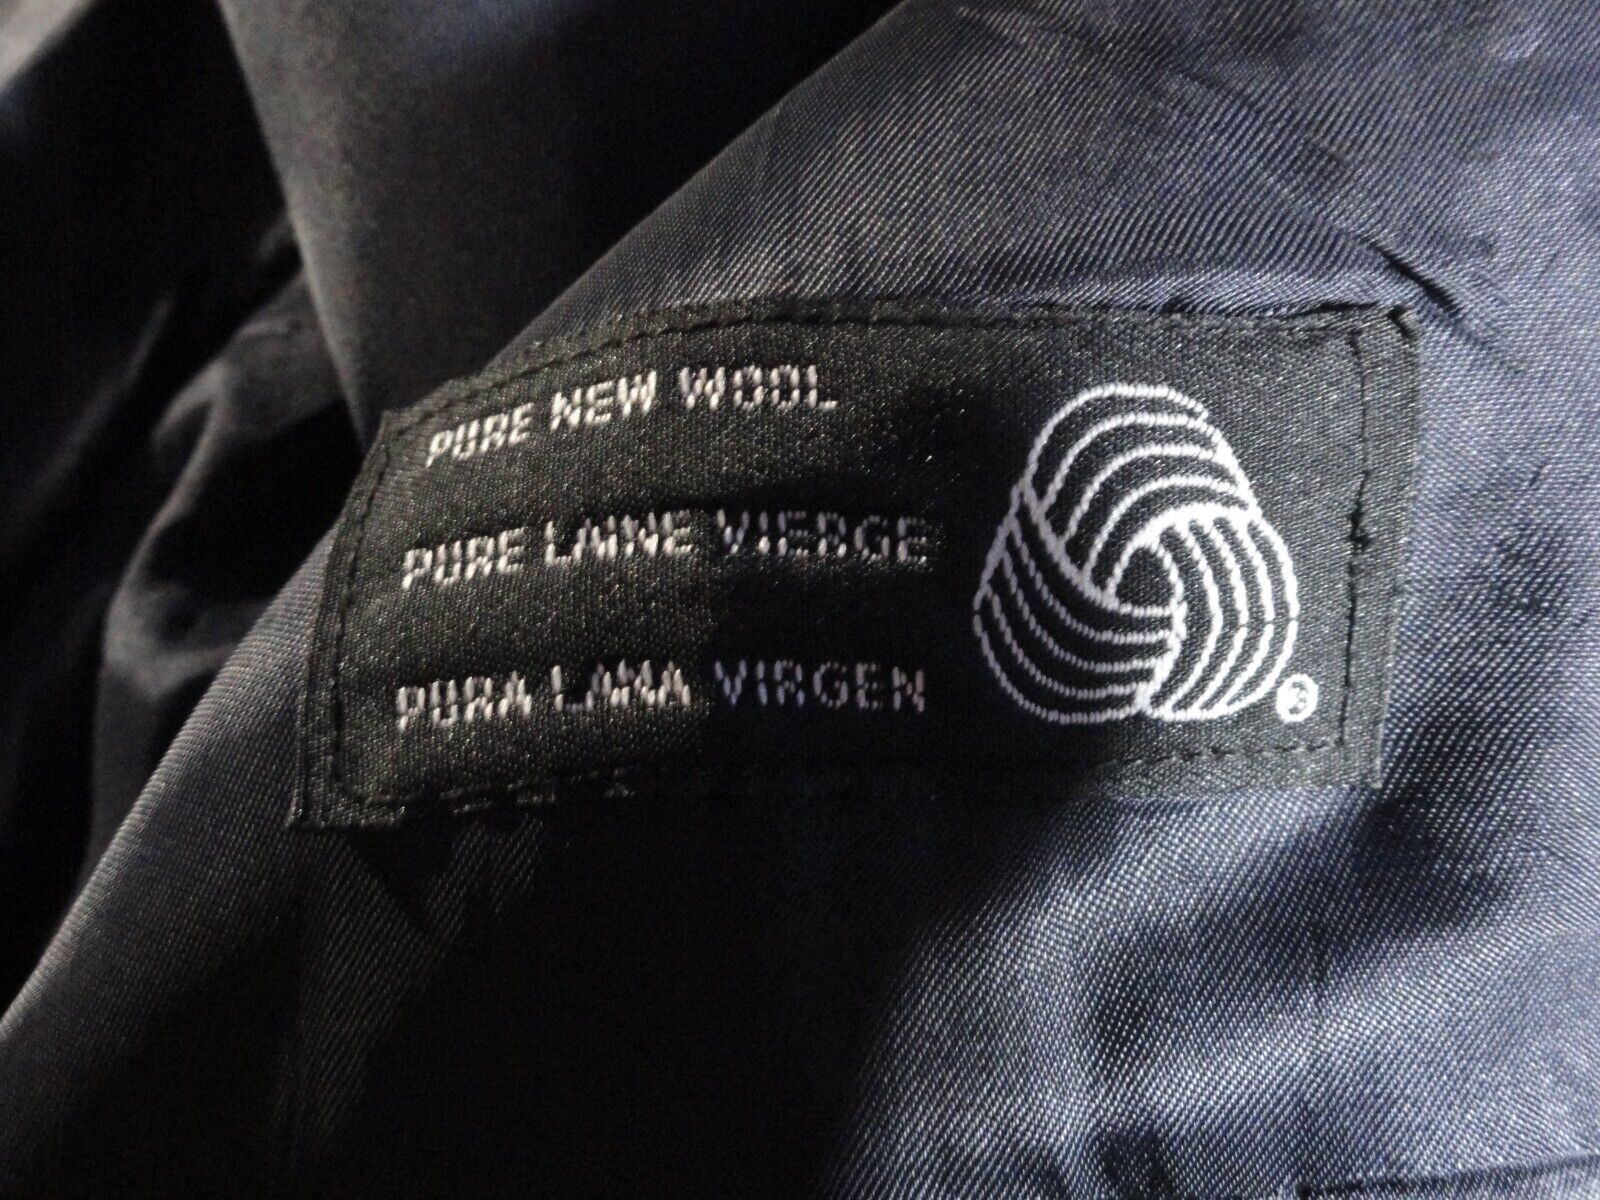 PURE NEW WOOL
PURE LAINE VIERGE
PURA LANA VIRGEN
®